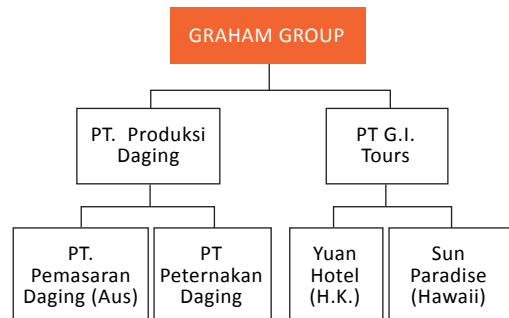 GRAHAM GROUP
PT. Produksi
Daging
PT G.I.
Tours
PT.
Pemasaran
Daging (Aus)
PT
Peternakan
Daging
Yuan
Hotel
(H.K.)
Sun
Paradise
(Hawaii)